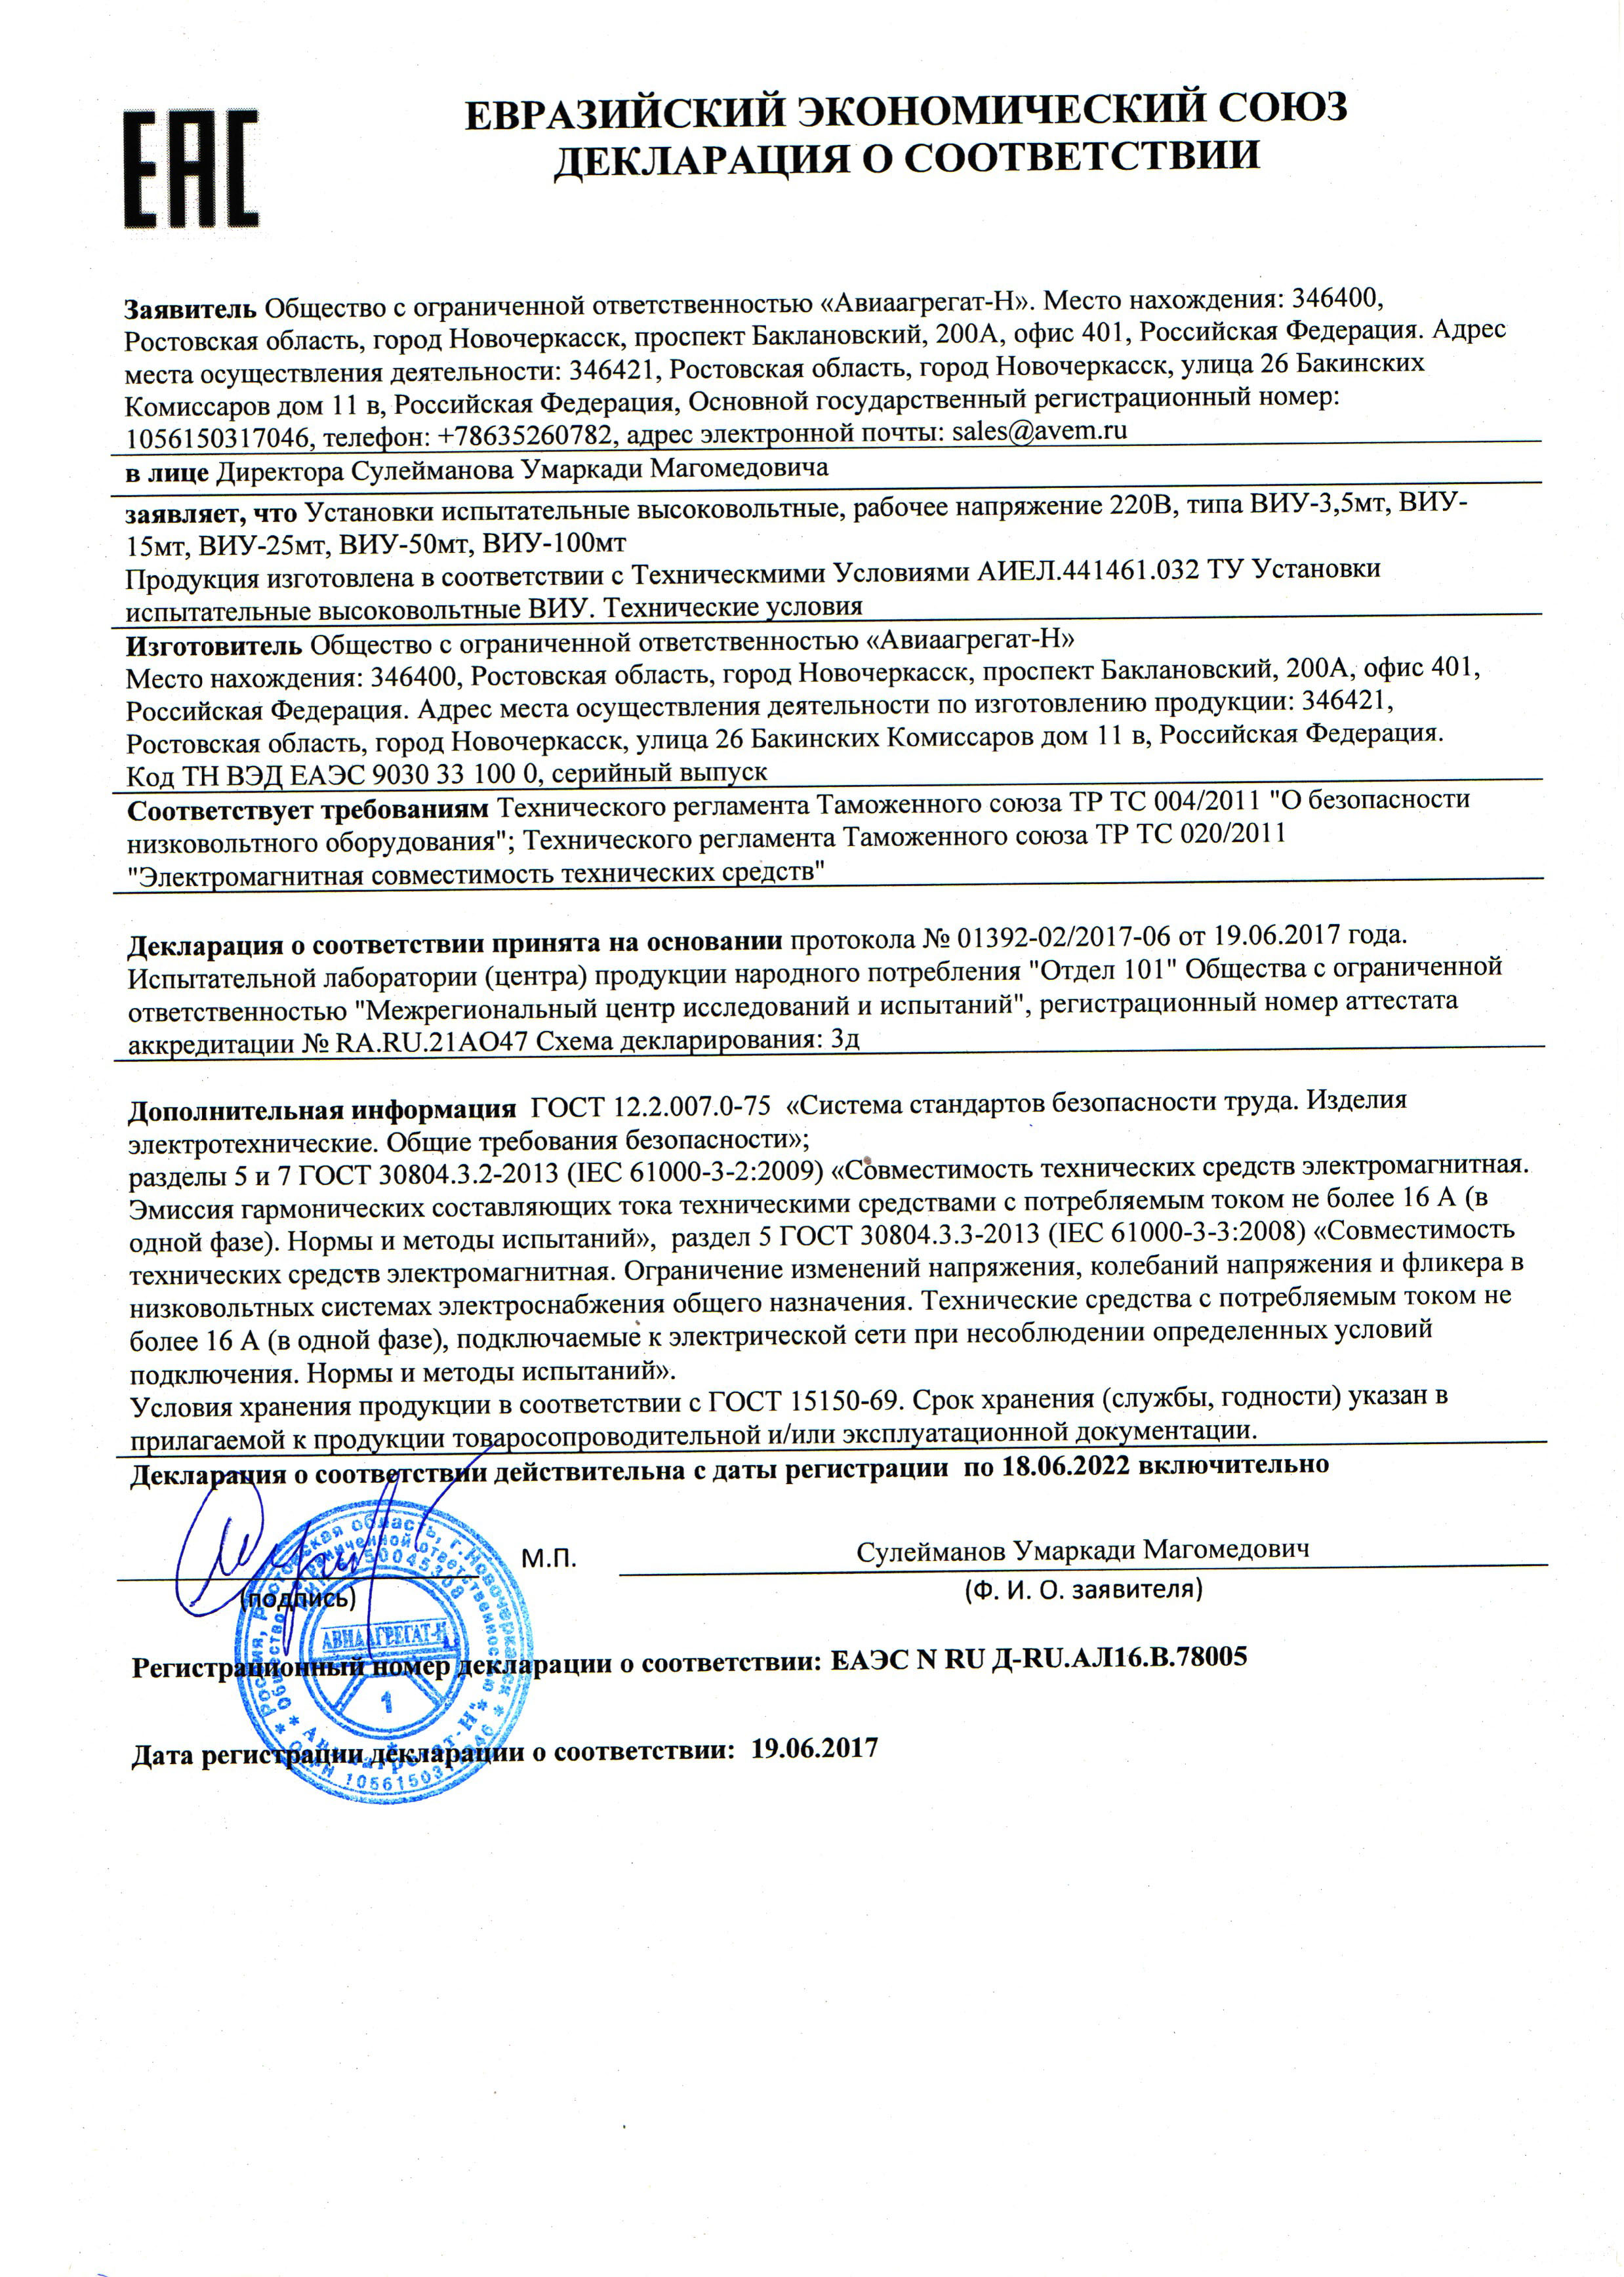 ЕАС
ЕВРАЗИЙСКИЙ ЭКОНОМИЧЕСКИЙ СОЮЗ
ДЕКЛАРАЦИЯ О СООТВЕТСТВИИ
Заявитель Общество с ограниченной ответственностью «Авиаагрегат-Н». Место нахождения: 346400,
Ростовская область, город Новочеркасск, проспект Баклановский, 200А, офис 401, Российская Федерация. Адрес
места осуществления деятельности: 346421, Ростовская область, город Новочеркасск, улица 26 Бакинских
Комиссаров дом 11 в, Российская Федерация, Основной государственный регистрационный номер:
1056150317046, телефон: +78635260782, адрес электронной почты: sales@avem.ru
в лице Директора Сулейманова Умаркади Магомедовича
заявляет, что Установки испытательные высоковольтные, рабочее напряжение 220В, типа ВИУ-3,5мт, ВИУ-
15мт, ВИУ-25мт, ВИУ-50мт, ВИУ-100мт
Продукция изготовлена в соответствии с Техническмими Условиями АИЕЛ.441461.032 ТУ Установки
испытательные высоковольтные ВИУ. Технические условия
Изготовитель Общество с ограниченной ответственностью «Авиаагрегат-Н»
Место нахождения: 346400, Ростовская область, город Новочеркасск, проспект Баклановский, 200А, офис 401,
Российская Федерация. Адрес места осуществления деятельности по изготовлению продукции: 346421,
Ростовская область, город Новочеркасск, улица 26 Бакинских Комиссаров дом 11 в, Российская Федерация.
Код ТН ВЭД ЕАЭС 9030 33 100 0, серийный выпуск
Соответствует требованиям Технического регламента Таможенного союза ТР ТС 004/2011 "О безопасности
низковольтного оборудования"; Технического регламента Таможенного союза ТР ТС 020/2011
"Электромагнитная совместимость технических средств"
Декларация о соответствии принята на основании протокола № 01392-02/2017-06 от 19.06.2017 года.
Испытательной лаборатории (центра) продукции народного потребления "Отдел 101" Общества с ограниченной
ответственностью "Межрегиональный центр исследований и испытаний", регистрационный номер аттестата
аккредитации № RA.RU.21АО47 Схема декларирования: 3д
Дополнительная информация ГОСТ 12.2.007.0-75 «Система стандартов безопасности труда. Изделия
электротехнические. Общие требования безопасности»;
разделы 5 и 7 ГОСТ 30804.3.2-2013 (IEC 61000-3-2:2009) «Совместимость технических средств электромагнитная.
Эмиссия гармонических составляющих тока техническими средствами с потребляемым током не более 16 А (в
одной фазе). Нормы и методы испытаний», раздел 5 ГОСТ 30804.3.3-2013 (IEC 61000-3-3:2008) «Совместимость
технических средств электромагнитная. Ограничение изменений напряжения, колебаний напряжения и фликера в
низковольтных системах электроснабжения общего назначения. Технические средства с потребляемым током не
более 16 А (в одной фазе), подключаемые к электрической сети при несоблюдении определенных условий
подключения. Нормы и методы испытаний».
Условия хранения продукции в соответствии с ГОСТ 15150-69. Срок хранения (службы, годности) указан в
прилагаемой к продукции товаросопроводительной и/или эксплуатационной документации.
Декларация о соответствии действительна с даты регистрации по 18.06.2022 включительно
М.П.
Сулейманов Умаркади Магомедович
(подпись)
(Ф. И. О. заявителя)
Россия, Ростовская область, г. Новочеркасск
Общество с ограниченной ответственностью
АВИААГРЕГАТ-Н
1
"Авиаагрегат-Н"
Регистрационный номер декларации о соответствии: ЕАЭС N RU Д-RU.АЛ16.В.78005
Дата регистрации декларации о соответствии: 19.06.2017